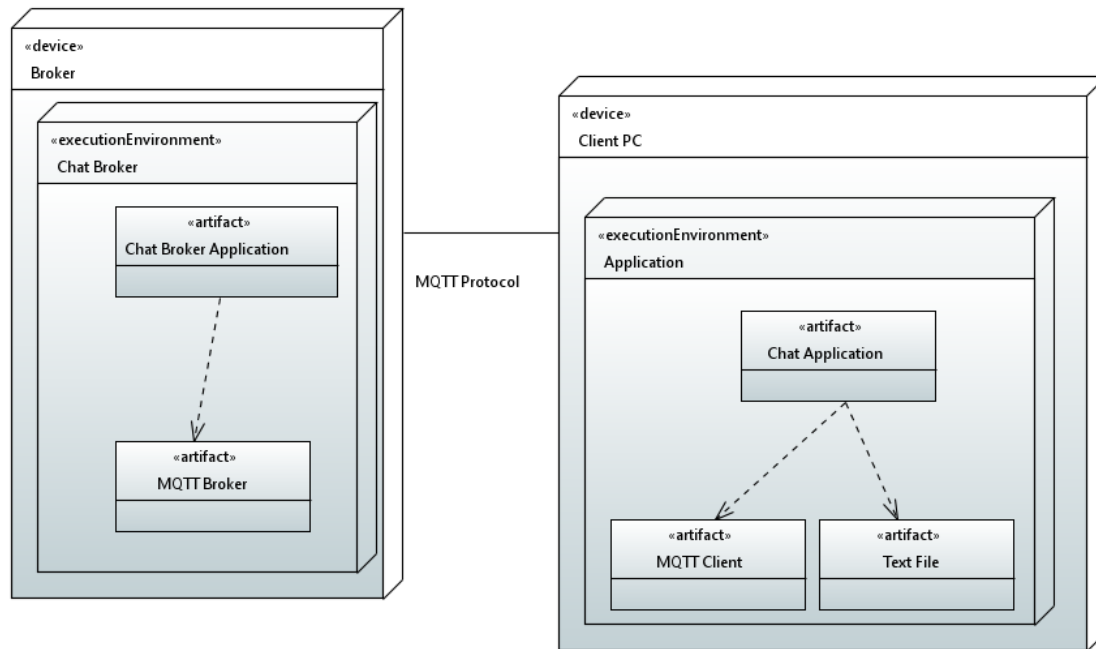 «device»
Broker
«executionEnvironment»
Chat Broker
«artifact»
Chat Broker Application
«artifact»
MQTT Broker
MQTT Protocol
«device»
Client PC
«executionEnvironment»
Application
«artifact»
Chat Application
«artifact»
MQTT Client
«artifact»
Text File